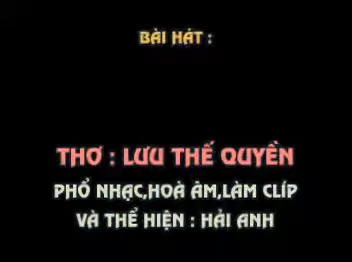 BÀI HÁT :
THƠ : LƯU THẾ QUYỀN
PHỔ NHẠC,HOÀ ÂM,LÀM CLÍP
VÀ THỂ HIỆN : HẢI ANH